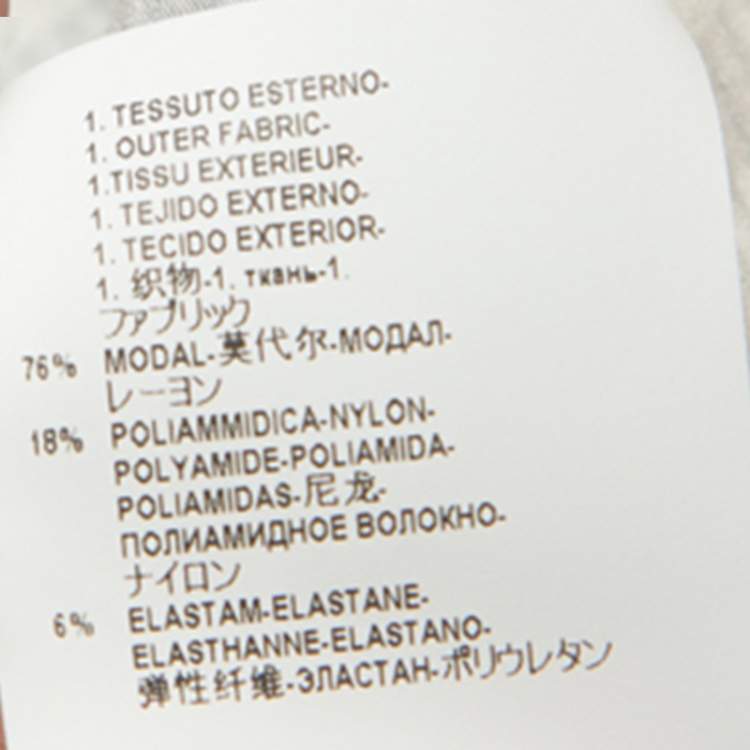 1. TESSUTO ESTERNO-
1. OUTER FABRIC-
1.TISSU EXTERIEUR-
1. TEJIDO EXTERNO-
1. TECIDO EXTERIOR-
1. 织物-1. ткань-1.
ファブリック
76% MODAL-莫代尔-МОДАЛ-
レーヨン
18% POLIAMMIDICA-NYLON-
POLYAMIDE-POLIAMIDA-
POLIAMIDAS-尼龙-
ПОЛИАМИДНОЕ ВОЛОКНО-
ナイロン
6% ELASTAM-ELASTANE-
ELASTHANNE-ELASTANO-
弹性纤维-ЭЛАСТАН-ポリウレタン